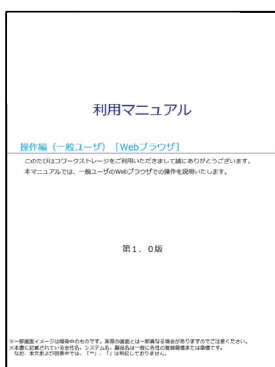 利用マニュアル
操作編（一般ユーザ）［Webブラウザ］
このたびはコワークストレージをご利用いただきまして誠にありがとうございます。
本マニュアルでは、一般ユーザのWebブラウザでの操作を説明いたします。
第１．０版
※一部画面イメージは開発中のものです。実際の画面とは一部異なる場合がありますのでご注意ください。
※本書に記載されている会社名、システム名、製品名は一般に各社の登録商標または商標です。
なお、本文および図表中では、「™」、「」は明記しておりません。